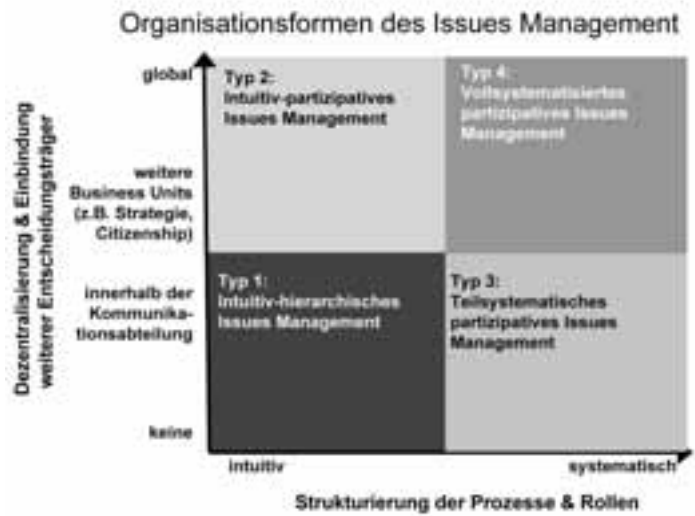 Organisationsformen des Issues Management
Dezentralisierung & Einbindung
weiterer Entscheidungsträger
global
weitere
Business Units
(z.B. Strategie,
Citizenship)
innerhalb der
Kommunika-
tionsabteilung
keine
Typ 2:
Intuitiv-partizipatives
Issues Management
Typ 4:
Vollsystematisiertes
partizipatives Issues
Management
Typ 1:
Intuitiv-hierarchisches
Issues Management
Typ 3:
Teilsystematisches
partizipatives Issues
Management
intuitiv
systematisch
Strukturierung der Prozesse & Rollen